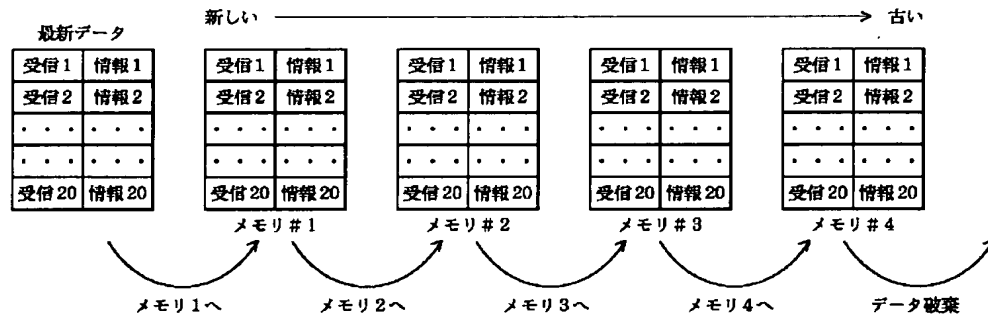 新しい 古い
最新データ
受信1 情報1 受信1 情報1 受信1 情報1 受信1 情報1 受信1 情報1
受信2 情報2 受信2 情報2 受信2 情報2 受信2 情報2 受信2 情報2
・・・ ・・・ ・・・ ・・・ ・・・ ・・・ ・・・ ・・・ ・・・ ・・・
・・・ ・・・ ・・・ ・・・ ・・・ ・・・ ・・・ ・・・ ・・・ ・・・
受信20 情報20 受信20 情報20 受信20 情報20 受信20 情報20 受信20 情報20
メモリ#1 メモリ#2 メモリ#3 メモリ#4
メモリ1へ メモリ2へ メモリ3へ メモリ4へ データ破棄